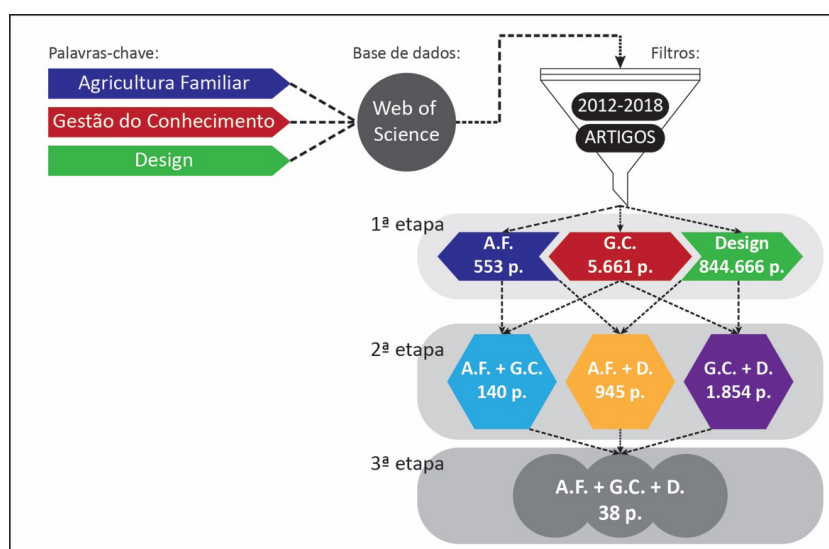 Palavras-chave:
Base de dados:
Filtros:
Agricultura Familiar
Gestão do Conhecimento
Design
Web of
Science
2012-2018
ARTIGOS
1ª etapa
A.F.
553 p.
G.C.
5.661 p.
Design
844.666 p.
2ª etapa
A.F. + G.C.
140 p.
A.F. + D.
945 p.
G.C. + D.
1.854 p.
3ª etapa
A.F. + G.C. + D.
38 p.